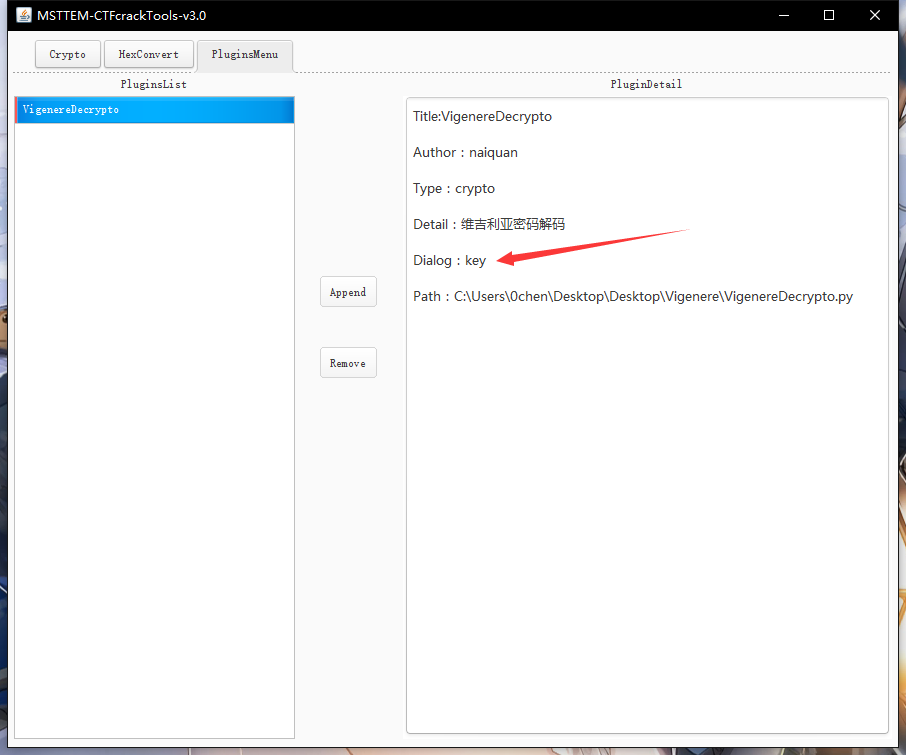 MSTTEM-CTFcrackTools-v3.0
Crypto HexConvert PluginsMenu
PluginsList
PluginDetail
VigenereDecrypto
Title:VigenereDecrypto
Author：naiquan
Type：crypto
Detail：维吉利亚密码解码
Dialog：key
Path：C:\Users\0chen\Desktop\Desktop\Vigenere\VigenereDecrypto.py
Append
Remove